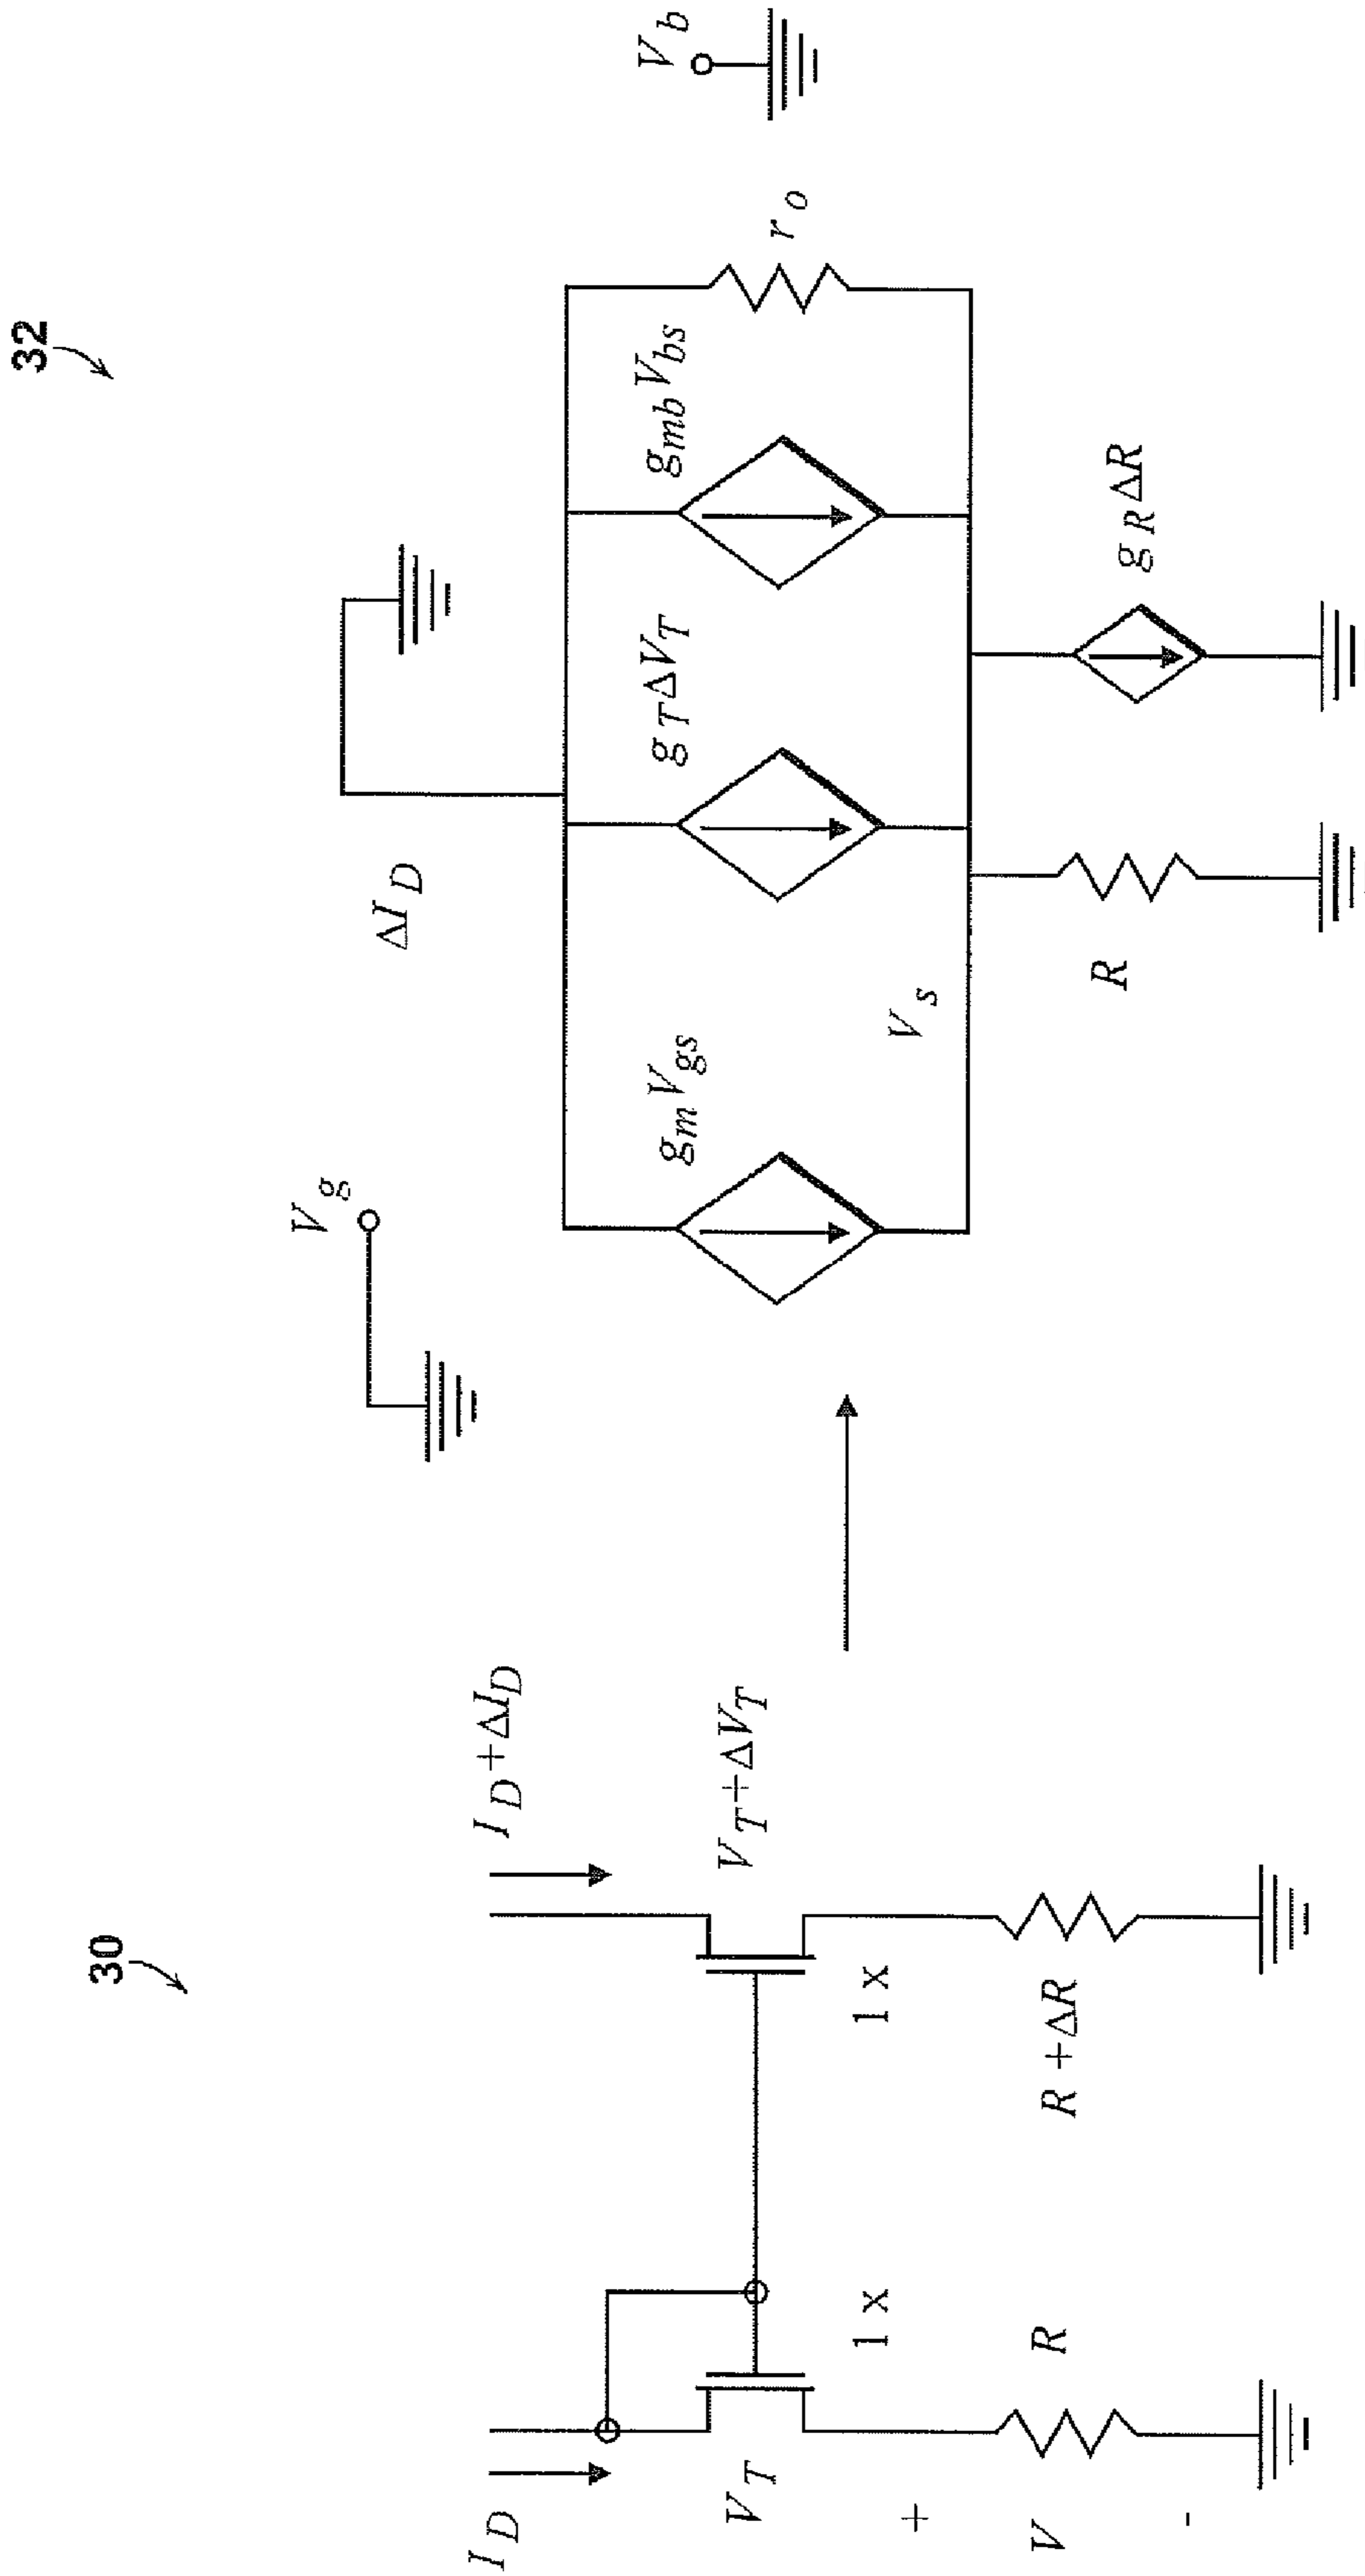 30
32
I_D
I_D+ΔI_D
V_T
V_T+ΔV_T
1 x
1 x
+
V
-
R
R+ΔR
V_g
ΔI_D
V_b
g_m V_gs
g_T ΔV_T
g_mb V_bs
r_o
V_s
R
g_R ΔR